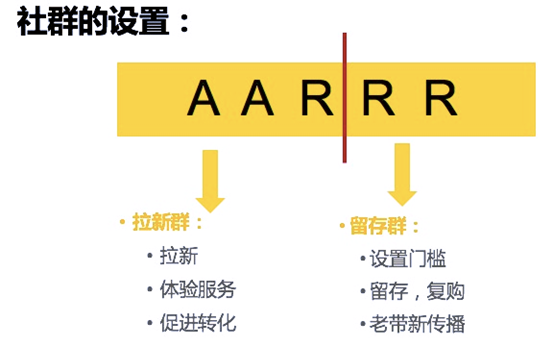 社群的设置：
A A R R R
• 拉新群： • 留存群：
• 拉新 • 设置门槛
• 体验服务 • 留存，复购
• 促进转化 • 老带新传播